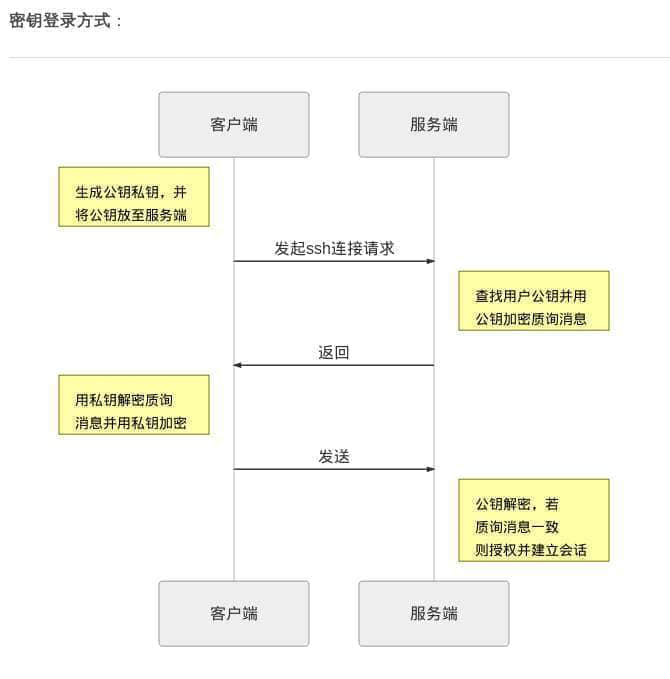 密钥登录方式：
客户端
服务端
生成公钥私钥，并
将公钥放至服务端
发起ssh连接请求
查找用户公钥并用
公钥加密质询消息
返回
用私钥解密质询
消息并用私钥加密
发送
公钥解密，若
质询消息一致
则授权并建立会话
客户端
服务端